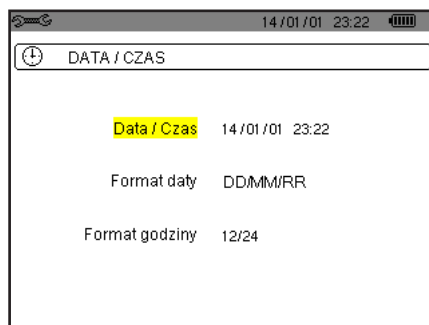 14/01/01 23:22
DATA / CZAS
Data / Czas 14/01/01 23:22
Format daty DD/MM/RR
Format godziny 12/24